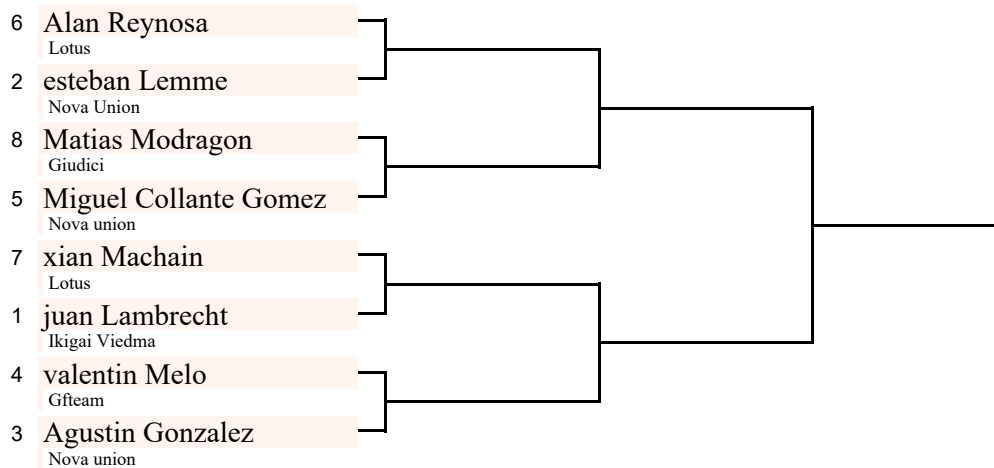 6 Alan Reynosa
Lotus
2 esteban Lemme
Nova Union
8 Matias Modragon
Giudici
5 Miguel Collante Gomez
Nova union
7 xian Machain
Lotus
1 juan Lambrecht
Ikigai Viedma
4 valentin Melo
Gfteam
3 Agustin Gonzalez
Nova union